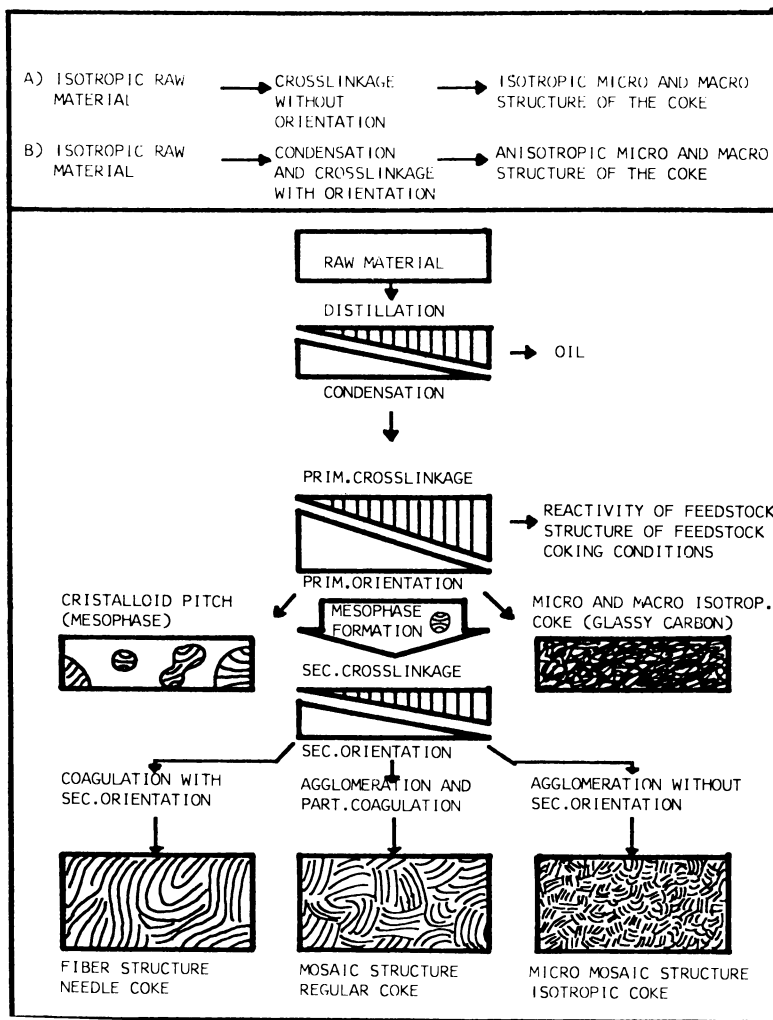 A) ISOTROPIC RAW MATERIAL
CROSSLINKAGE WITHOUT ORIENTATION
ISOTROPIC MICRO AND MACRO STRUCTURE OF THE COKE
B) ISOTROPIC RAW MATERIAL
CONDENSATION AND CROSSLINKAGE WITH ORIENTATION
ANISOTROPIC MICRO AND MACRO STRUCTURE OF THE COKE
RAW MATERIAL
DISTILLATION
OIL
CONDENSATION
PRIM.CROSSLINKAGE
REACTIVITY OF FEEDSTOCK
STRUCTURE OF FEEDSTOCK
COKING CONDITIONS
PRIM.ORIENTATION
CRISTALLOID PITCH
(MESOPHASE)
MESOPHASE
FORMATION
MICRO AND MACRO ISOTROP.
COKE (GLASSY CARBON)
SEC.CROSSLINKAGE
SEC.ORIENTATION
COAGULATION WITH
SEC.ORIENTATION
AGGLOMERATION AND
PART.COAGULATION
AGGLOMERATION WITHOUT
SEC.ORIENTATION
FIBER STRUCTURE
NEEDLE COKE
MOSAIC STRUCTURE
REGULAR COKE
MICRO MOSAIC STRUCTURE
ISOTROPIC COKE